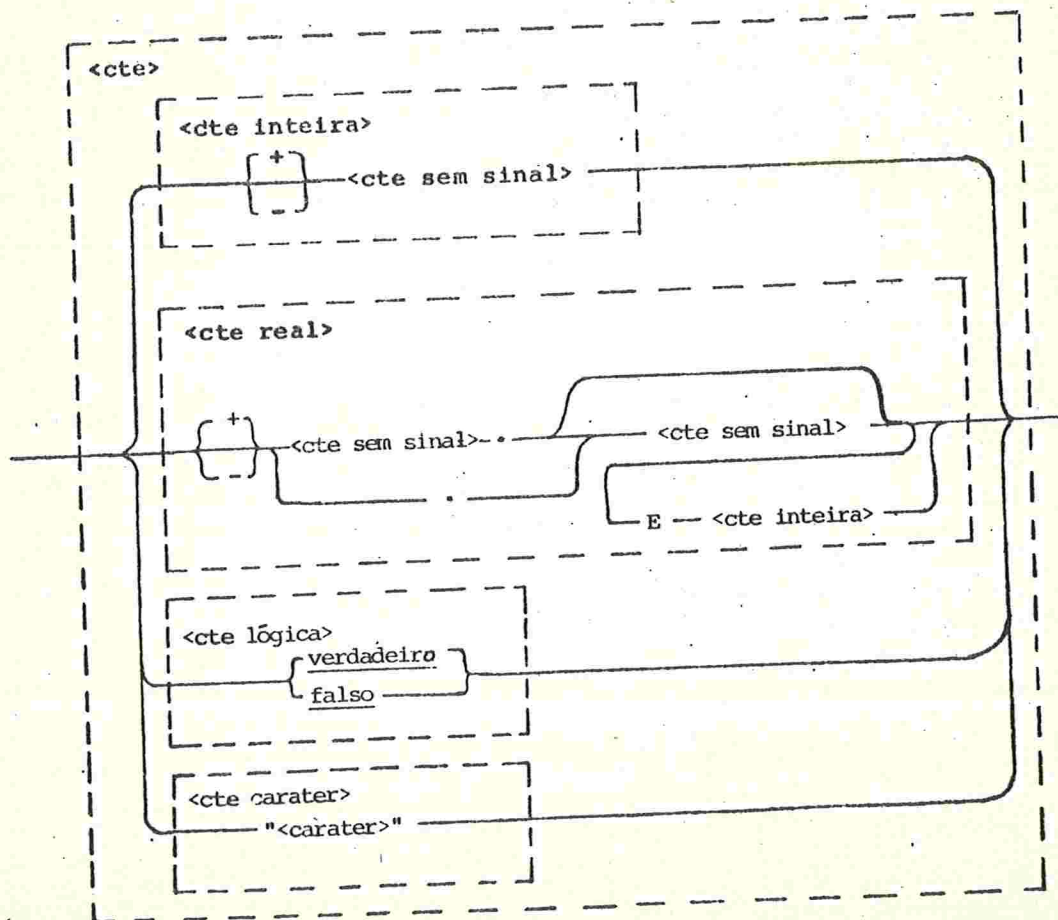 <cte>
<cte inteira>
+
<cte sem sinal>
-
<cte real>
+
<cte sem sinal> . <cte sem sinal>
-
.
E <cte inteira>
<cte lógica>
verdadeiro
falso
<cte carater>
"<carater>"